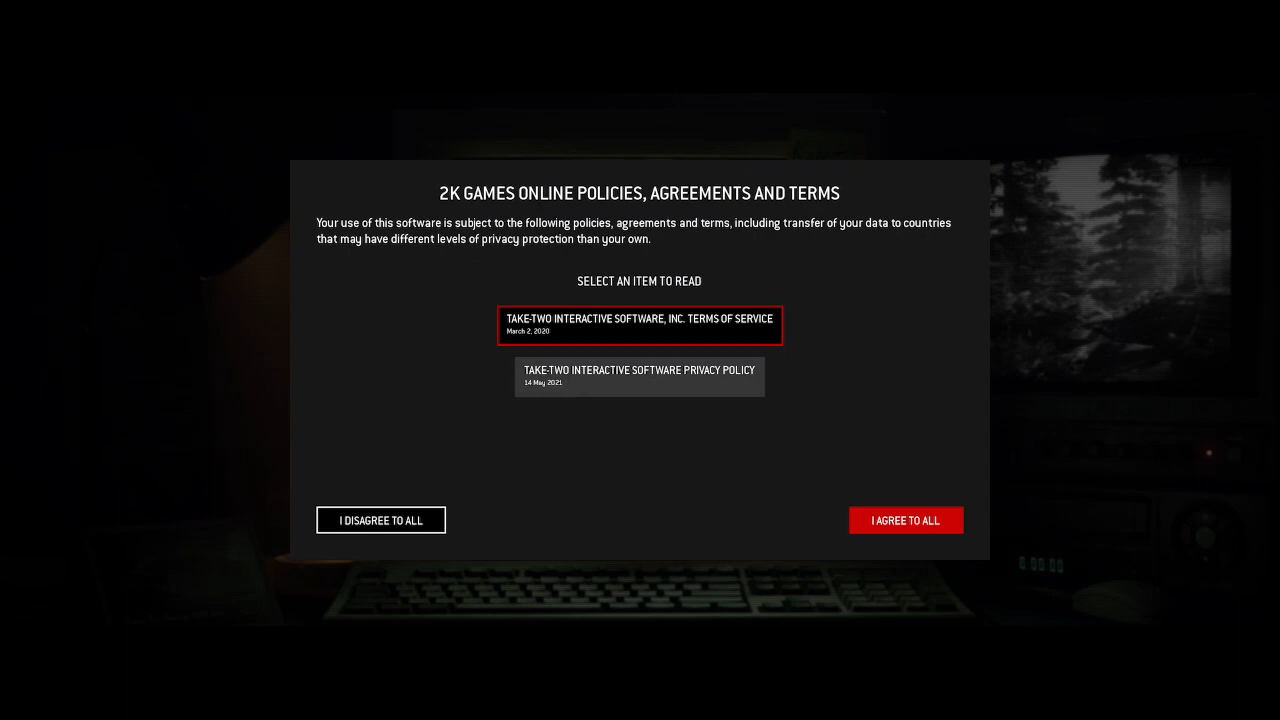 2K GAMES ONLINE POLICIES, AGREEMENTS AND TERMS
Your use of this software is subject to the following policies, agreements and terms, including transfer of your data to countries
that may have different levels of privacy protection than your own.
SELECT AN ITEM TO READ
TAKE-TWO INTERACTIVE SOFTWARE, INC. TERMS OF SERVICE
March 2, 2020
TAKE-TWO INTERACTIVE SOFTWARE PRIVACY POLICY
14 May 2021
I DISAGREE TO ALL
I AGREE TO ALL